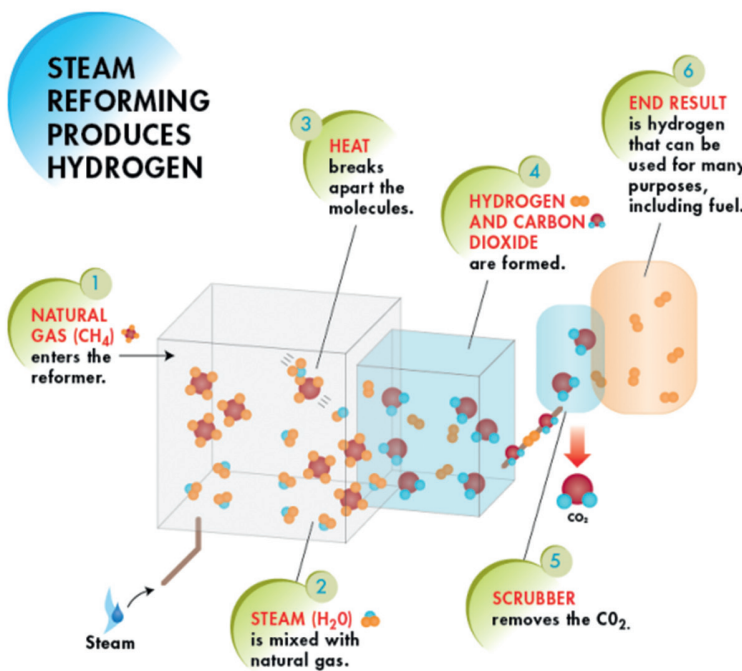 STEAM
REFORMING
PRODUCES
HYDROGEN
1
NATURAL
GAS (CH4)
enters the
reformer.
2
STEAM (H20)
is mixed with
natural gas.
3
HEAT
breaks
apart the
molecules.
4
HYDROGEN
AND CARBON
DIOXIDE
are formed.
5
SCRUBBER
removes the CO2.
6
END RESULT
is hydrogen
that can be
used for many
purposes,
including fuel.
Steam
CO2